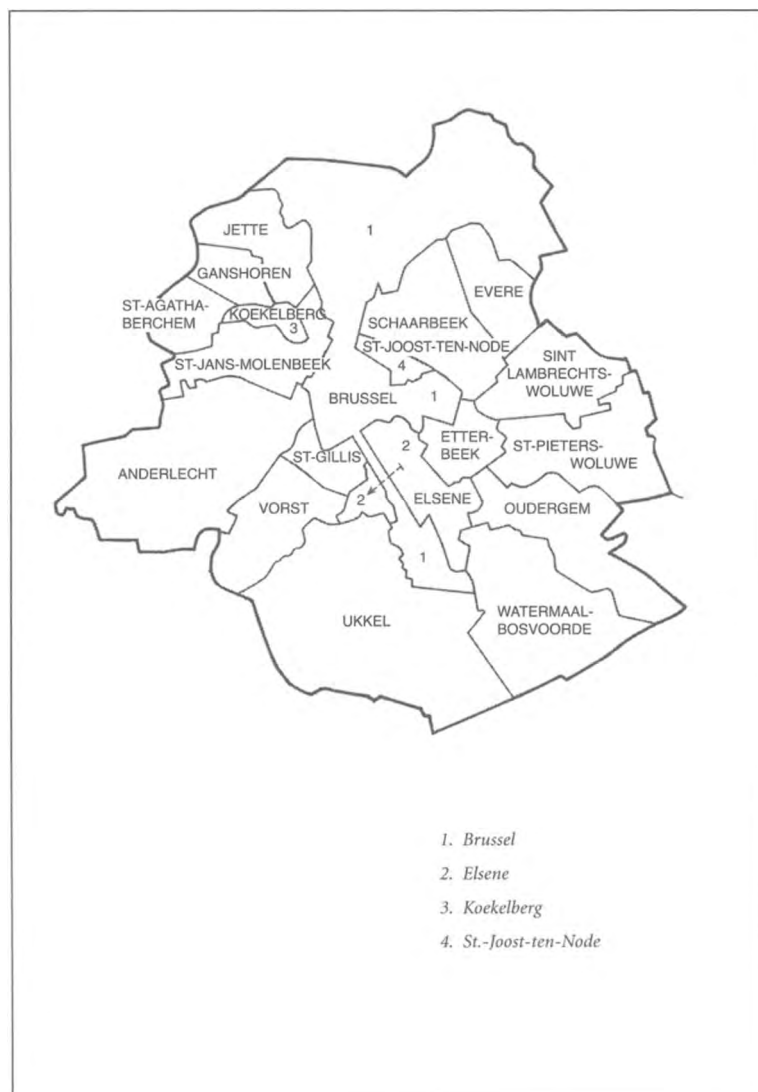 JETTE
1
GANSHOREN
EVERE
ST-AGATHA-
BERCHEM
KOEKELBERG
3
SCHAARBEEK
ST-JOOST-TEN-NODE
4
ST-JANS-MOLENBEEK
SINT
LAMBRECHTS-
WOLUWE
BRUSSEL
1
2
ETTER-
BEEK
ST-PIETERS-
WOLUWE
ST-GILLIS
ANDERLECHT
ELSENE
2
VORST
OUDERGEM
1
UKKEL
WATERMAAL-
BOSVOORDE
1. Brussel
2. Elsene
3. Koekelberg
4. St.-Joost-ten-Node